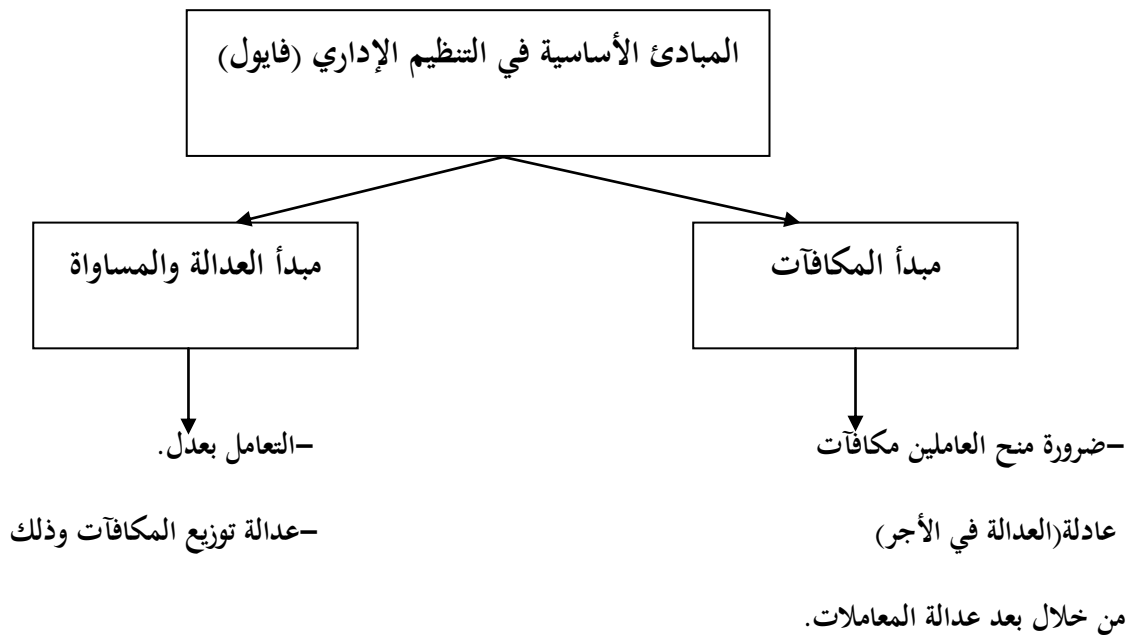 المبادئ الأساسية في التنظيم الإداري (فايول)
مبدأ المكافآت
مبدأ العدالة والمساواة
–ضرورة منح العاملين مكافآت
–التعامل بعدل.
عادلة(العدالة في الأجر)
–عدالة توزيع المكافآت وذلك
من خلال بعد عدالة المعاملات.